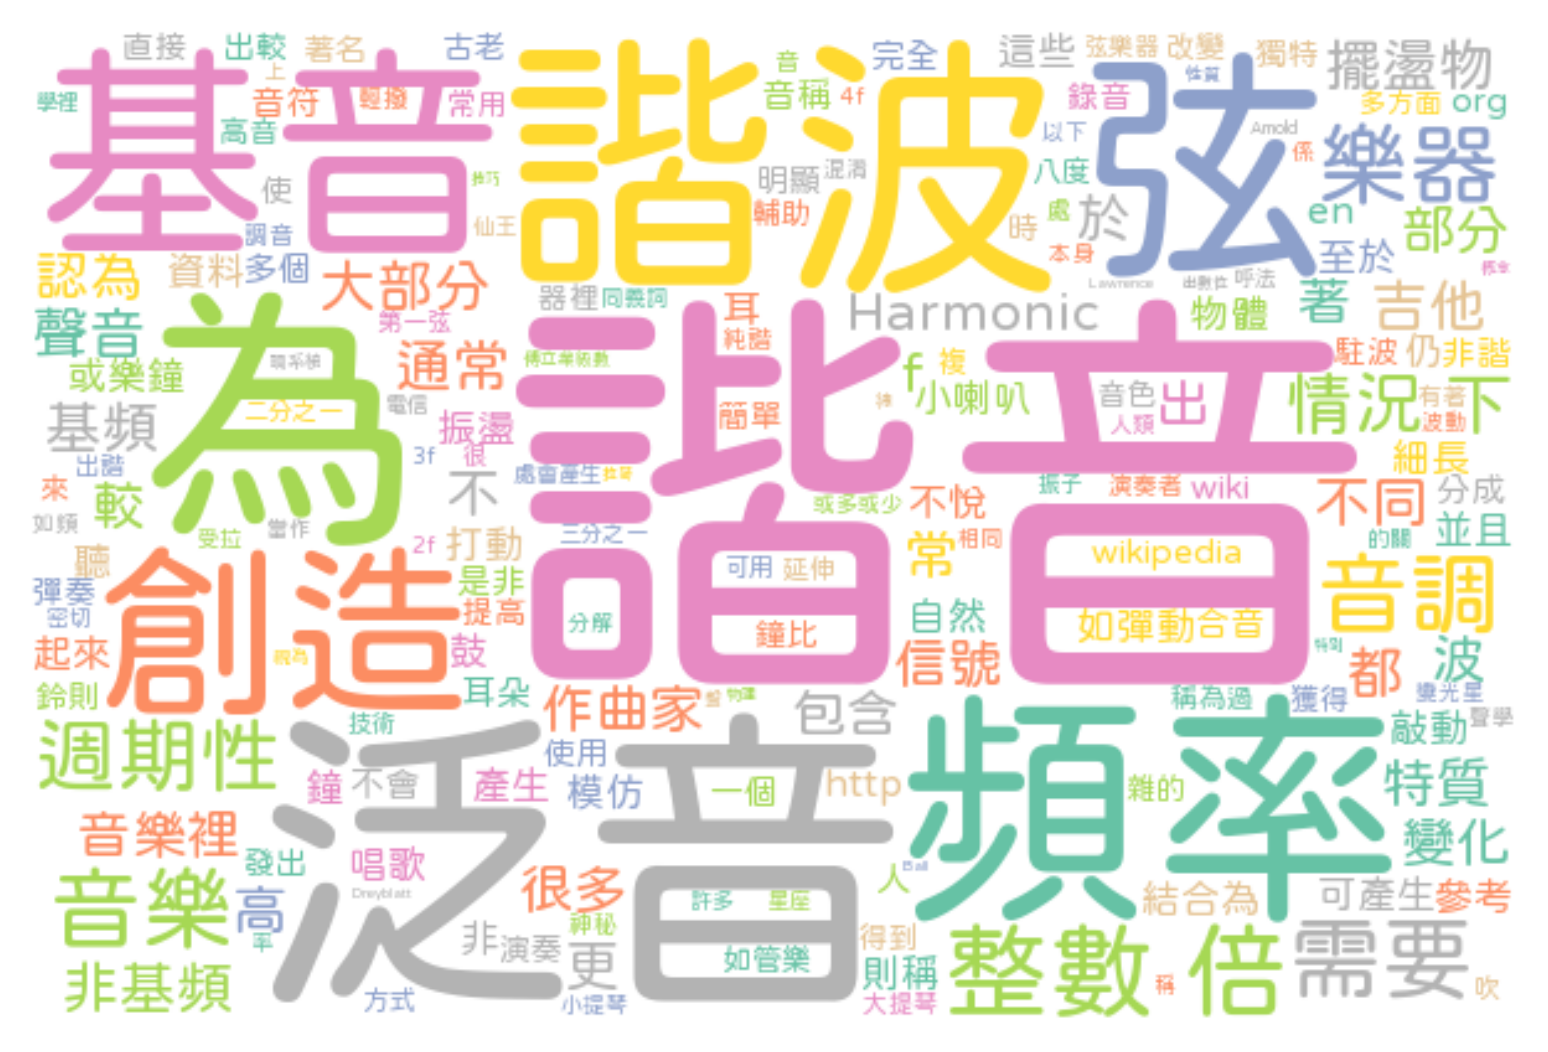 直接
出較
著名
古老
諧波
完全
這些
弦樂器
改變
獨特
擺盪物
基音
上
音
弦
性質
學裡
音符
輕撥
常用
音稱
4f
錄音
多方面
org
高音
以下
Arnold
係
樂器
使
技巧
明顯
混淆
八度
調音
仙王
輔助
時
處
於
en
部分
本身
至於
認為
資料
多個
大部分
器裡
同義詞
耳
Harmonic
Lawrence
呼法
物體
著
吉他
聲音
為
第一弦
純諧
諧音
或樂鐘
通常
f
複
駐波
仍
非諧
二分之一
電信
簡單
小喇叭
音色
出
人類
情況下
有著
波動
基頻
振盪
很
3f
出諧
細長
來
較
不
處會產生
或多或少
不悅
振子
演奏者
wiki
不同
分成
如頻
受拉
當作
三分之一
相同
並且
的關
聽
2f
打動
可用
延伸
常
wikipedia
創造
是非
音調
彈奏
密切
提高
分解
自然
如彈動合音
起來
鼓
鐘比
信號
特別
都
波
鈴則
耳朵
作曲家
包含
頻率
稱為過
獲得
變光星
技術
週期性
泛音
使用
敲動
聲學
鐘
不會
產生
模仿
一個
http
雜的
特質
音樂裡
發出
唱歌
變化
Dreyblatt
很多
人
Ball
音樂
高
許多
星座
結合為
可產生
參考
率
神秘
非
演奏
更
如管樂
得到
則稱
整數
倍
需要
非基頻
方式
小提琴
大提琴
稱
吹